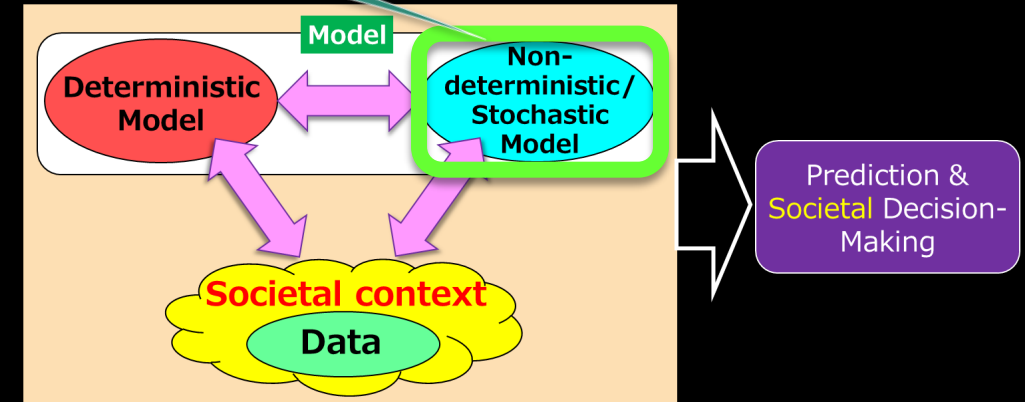 Model
Deterministic
Model
Non-
deterministic/
Stochastic
Model
Societal context
Data
Prediction &
Societal Decision-
Making